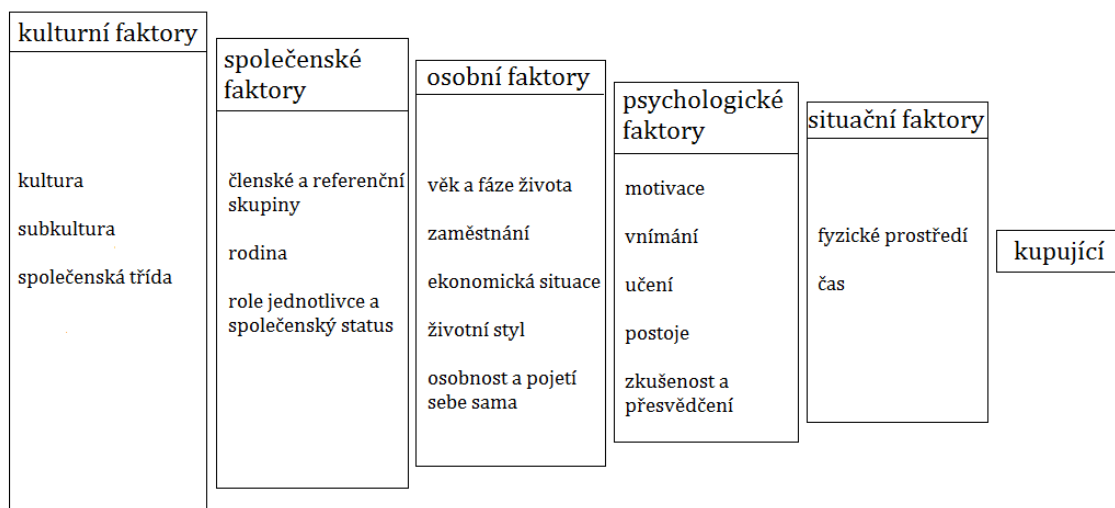 kulturní faktory
kultura
subkultura
společenská třída
společenské
faktory
členské a referenční
skupiny
rodina
role jednotlivce a
společenský status
osobní faktory
věk a fáze života
zaměstnání
ekonomická situace
životní styl
osobnost a pojetí
sebe sama
psychologické
faktory
motivace
vnímání
učení
postoje
zkušenost a
přesvědčení
situační faktory
fyzické prostředí
čas
kupující